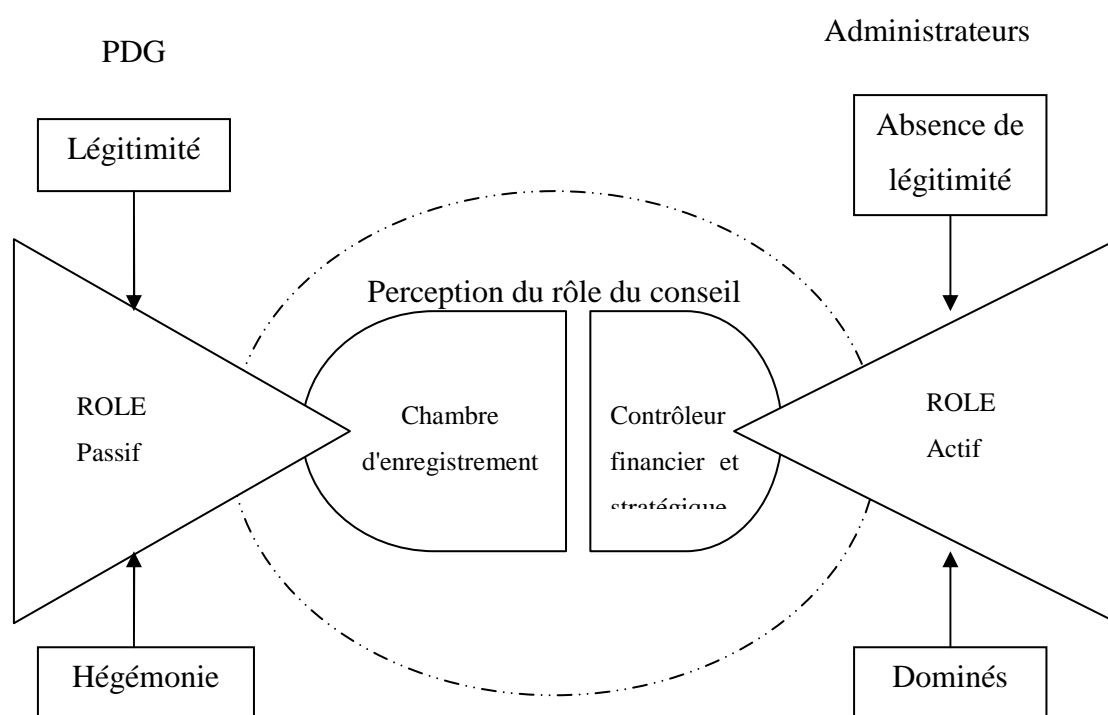 PDG
Administrateurs
Légitimité
Absence de
légitimité
Perception du rôle du conseil
ROLE
Passif
Chambre
d'enregistrement
Contrôleur
financier et
stratégique
ROLE
Actif
Hégémonie
Dominés